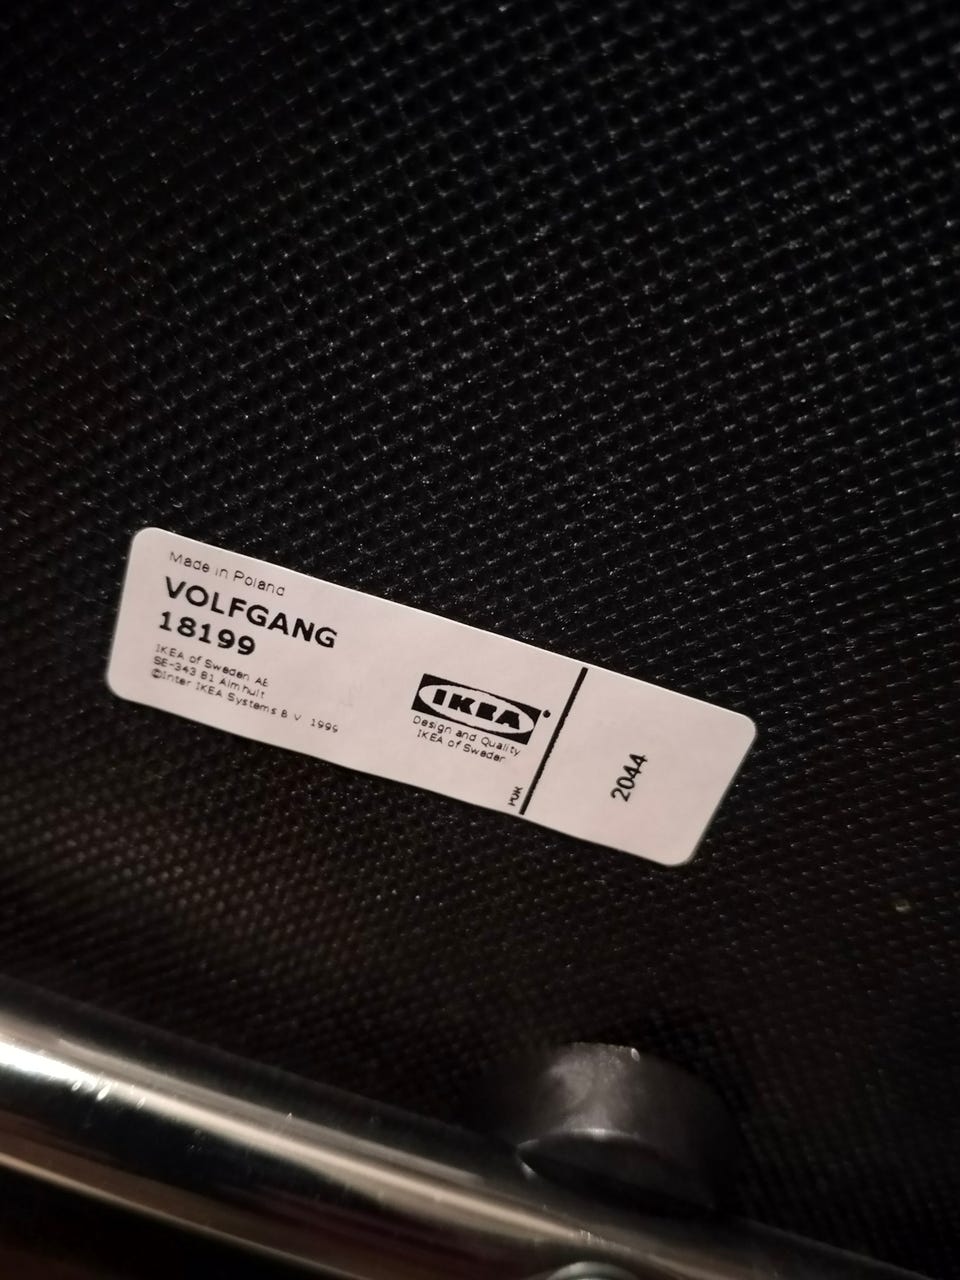 Made in Poland
VOLFGANG
18199
IKEA of Sweden AB
SE-343 81 Älmhult
©Inter IKEA Systems B.V. 1999
IKEA®
Design and Quality
IKEA of Sweden
2044